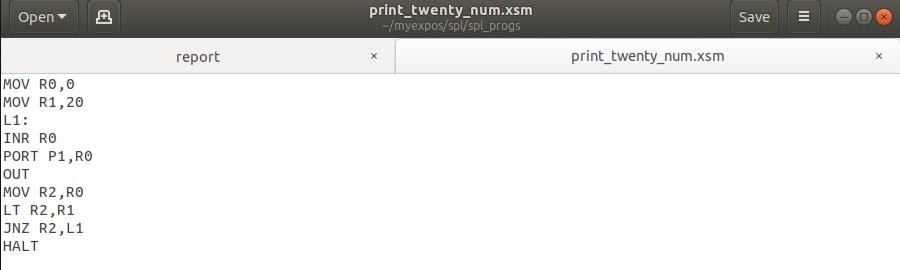 Open
print_twenty_num.xsm
~/myexpos/spl/spl_progs
Save
report
print_twenty_num.xsm
MOV R0,0
MOV R1,20
L1:
INR R0
PORT P1,R0
OUT
MOV R2,R0
LT R2,R1
JNZ R2,L1
HALT